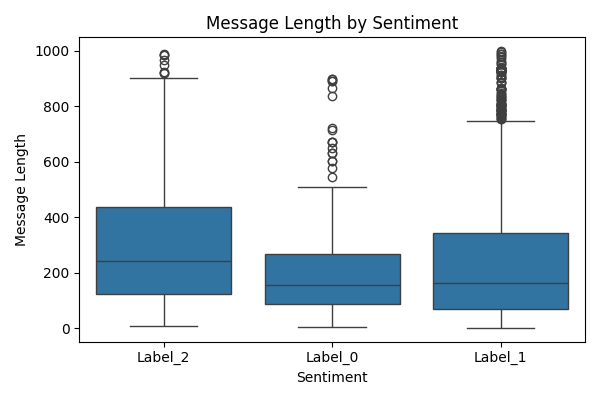 Message Length by Sentiment
Message Length
1000
800
600
400
200
0
Label_2 Label_0 Label_1
Sentiment